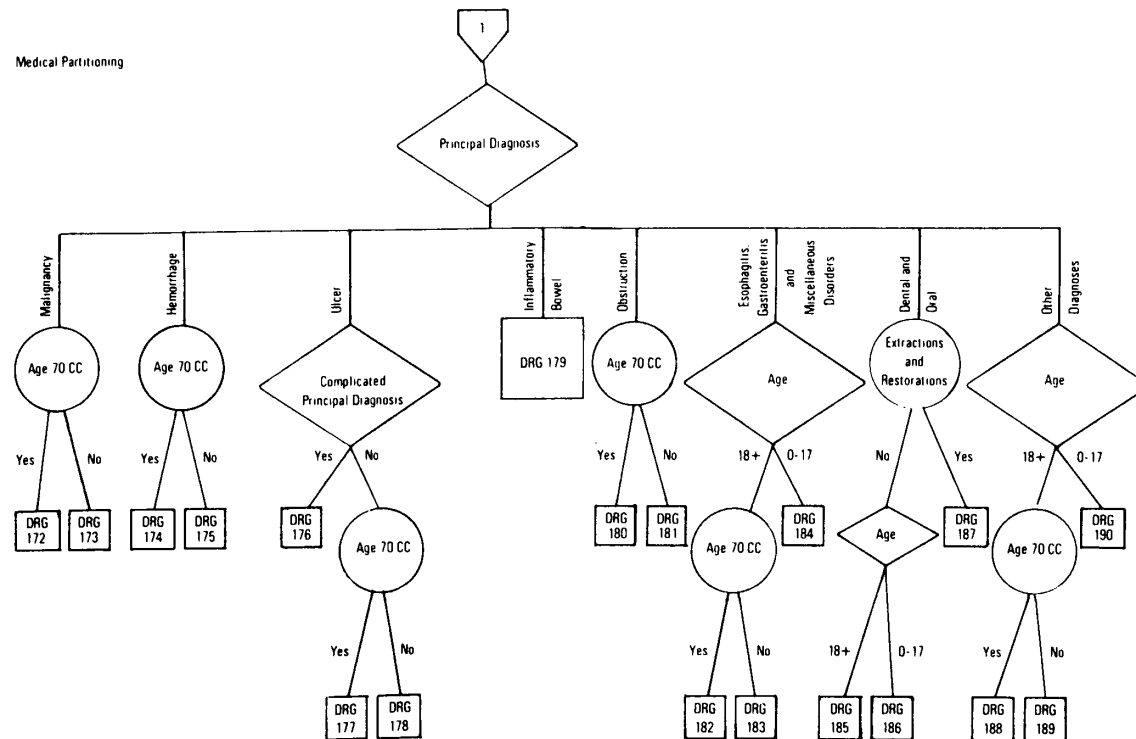 1
Medical Partitioning
Principal Diagnosis
Malignancy
Hemorrhage
Ulcer
Inflammatory
Bowel
Obstruction
Esophagitis,
Gastroenteritis
and
Miscellaneous
Disorders
Dental and
Oral
Other
Diagnoses
Age 70 CC
Age 70 CC
Complicated
Principal Diagnosis
DRG 179
Age 70 CC
Age
Extractions
and
Restorations
Age
Yes
No
Yes
No
Yes
No
Yes
No
18+
0-17
No
Yes
18+
0-17
DRG
172
DRG
173
DRG
174
DRG
175
DRG
176
Age 70 CC
DRG
180
DRG
181
Age 70 CC
DRG
184
Age
DRG
187
Age 70 CC
DRG
190
Yes
No
Yes
No
18+
0-17
Yes
No
DRG
177
DRG
178
DRG
182
DRG
183
DRG
185
DRG
186
DRG
188
DRG
189